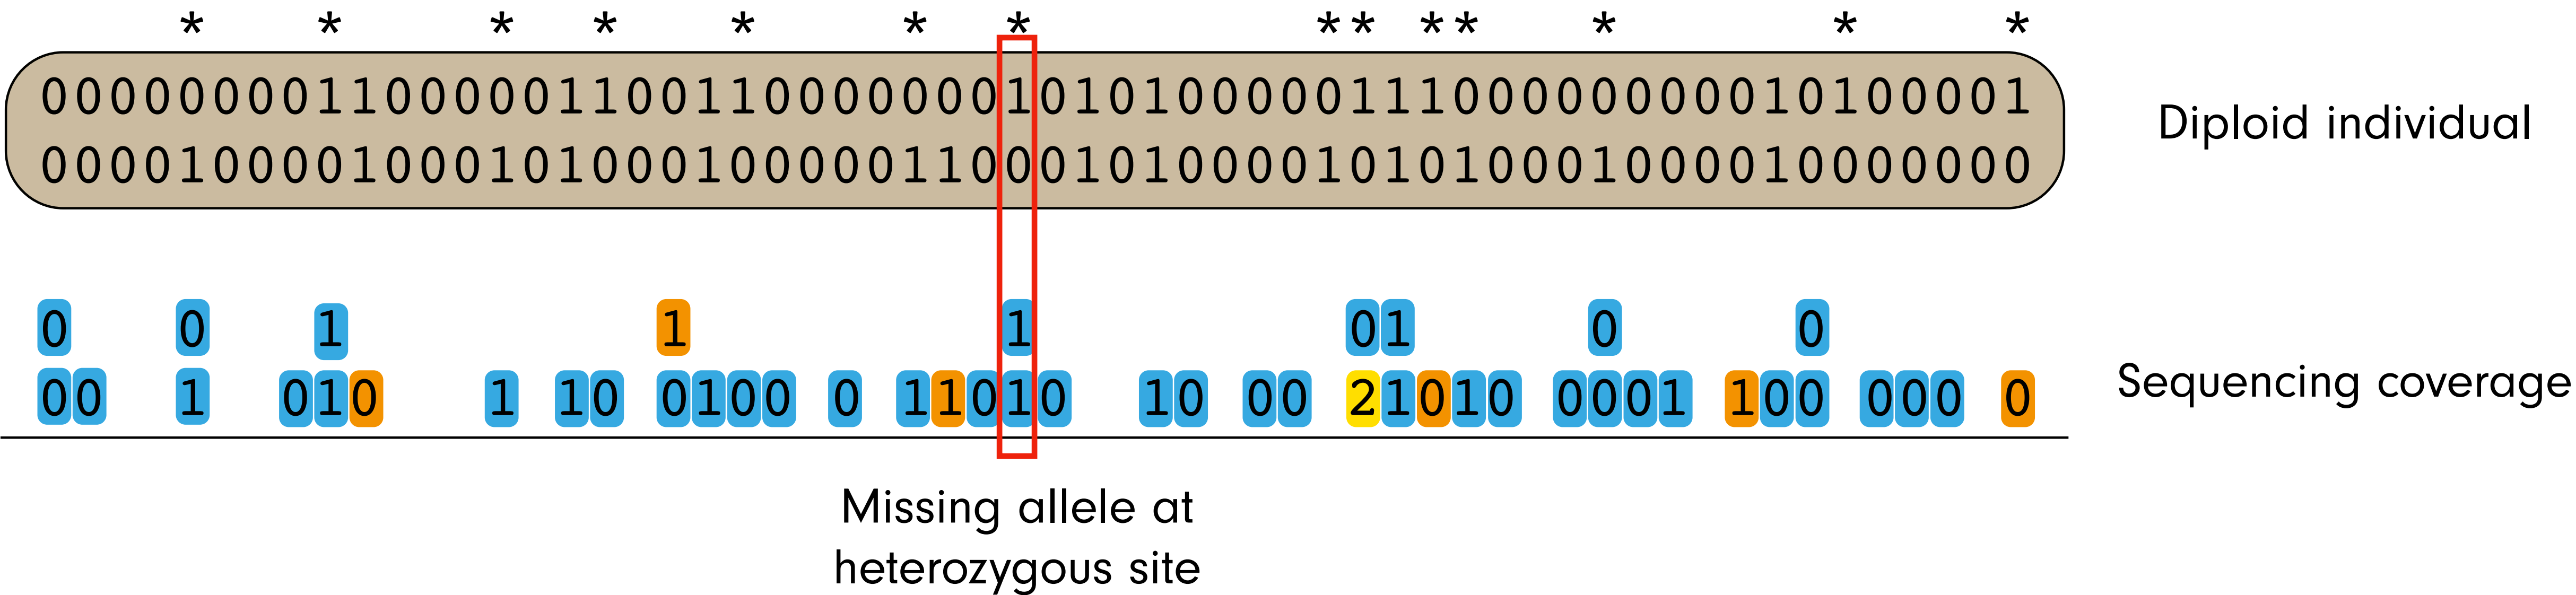 * * * * * * * ** ** * * *
0000000011000001100110000000101010000011100000000010100001
0000100001000101000100000110001010000101010001000010000000
Diploid individual
0 0 1 1 1 01 0 0
00 1 010 1 10 0100 0 11010 10 00 21010 0001 100 000 0
Sequencing coverage
Missing allele at
heterozygous site